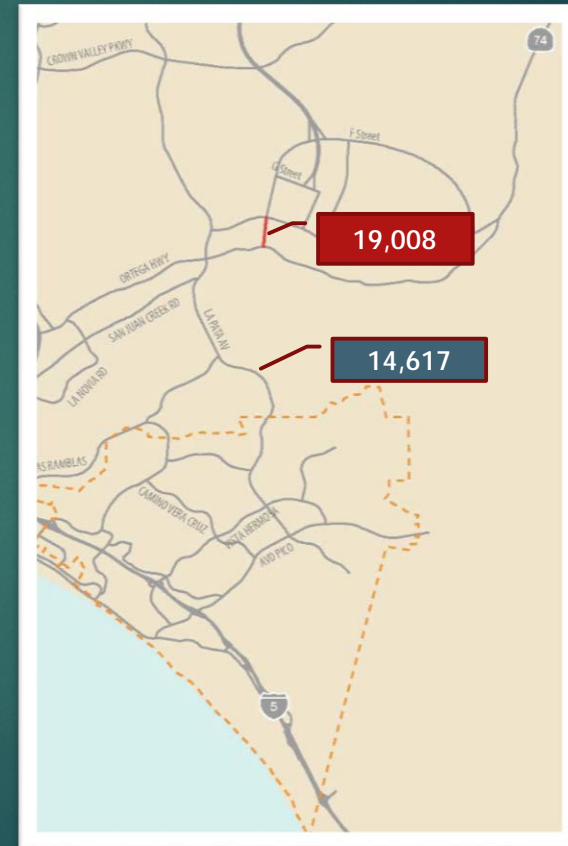 74
CROWN VALLEY PKWY
F Street
G Street
19,008
ORTEGA HWY
SAN JUAN CREEK RD
LA PATA AV
14,617
LA NOVIA RD
AS RAMBLAS
CAMINO VERA CRUZ
VISTA HERMOSA
AVD PICO
5